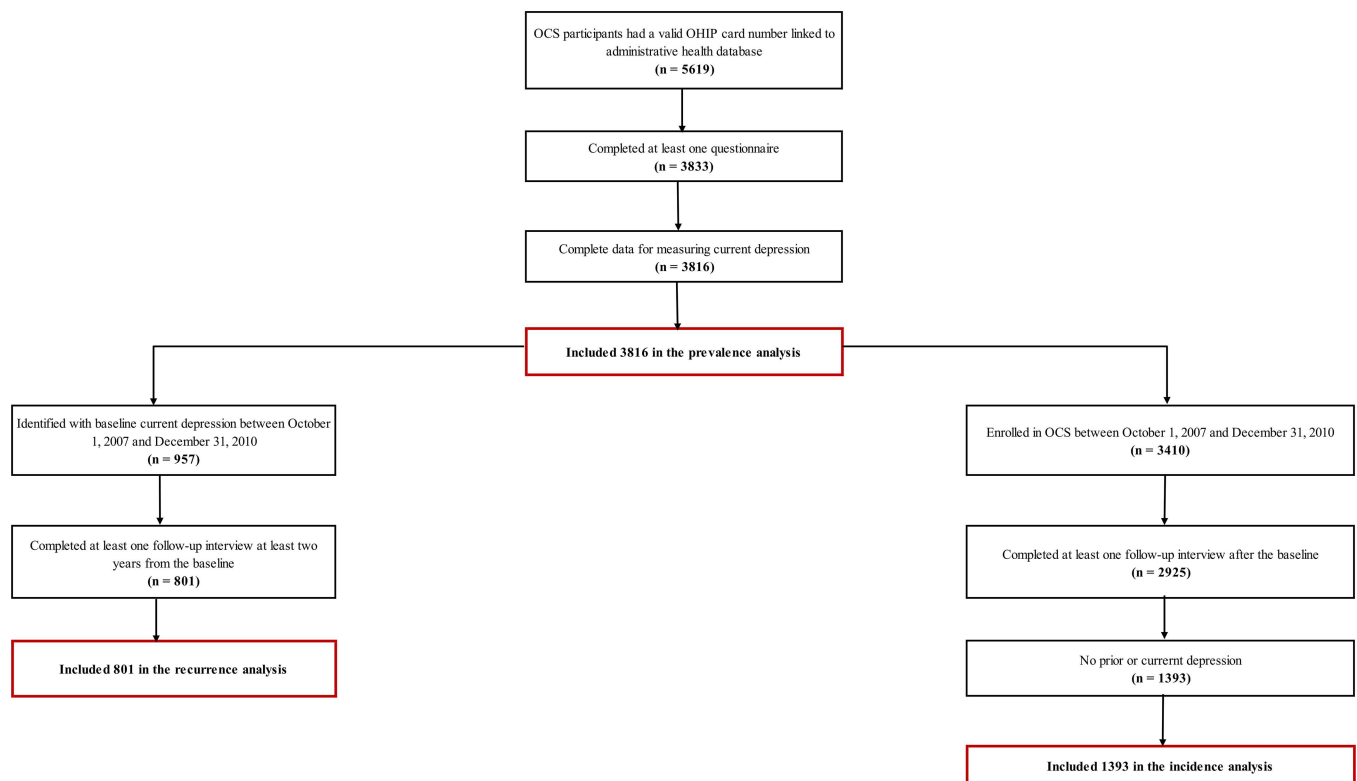 OCS participants had a valid OHIP card number linked to
administrative health database
(n = 5619)
Completed at least one questionnaire
(n = 3833)
Complete data for measuring current depression
(n = 3816)
Included 3816 in the prevalence analysis
Identified with baseline current depression between October
1, 2007 and December 31, 2010
(n = 957)
Completed at least one follow-up interview at least two
years from the baseline
(n = 801)
Included 801 in the recurrence analysis
Enrolled in OCS between October 1, 2007 and December 31, 2010
(n = 3410)
Completed at least one follow-up interview after the baseline
(n = 2925)
No prior or currernt depression
(n = 1393)
Included 1393 in the incidence analysis